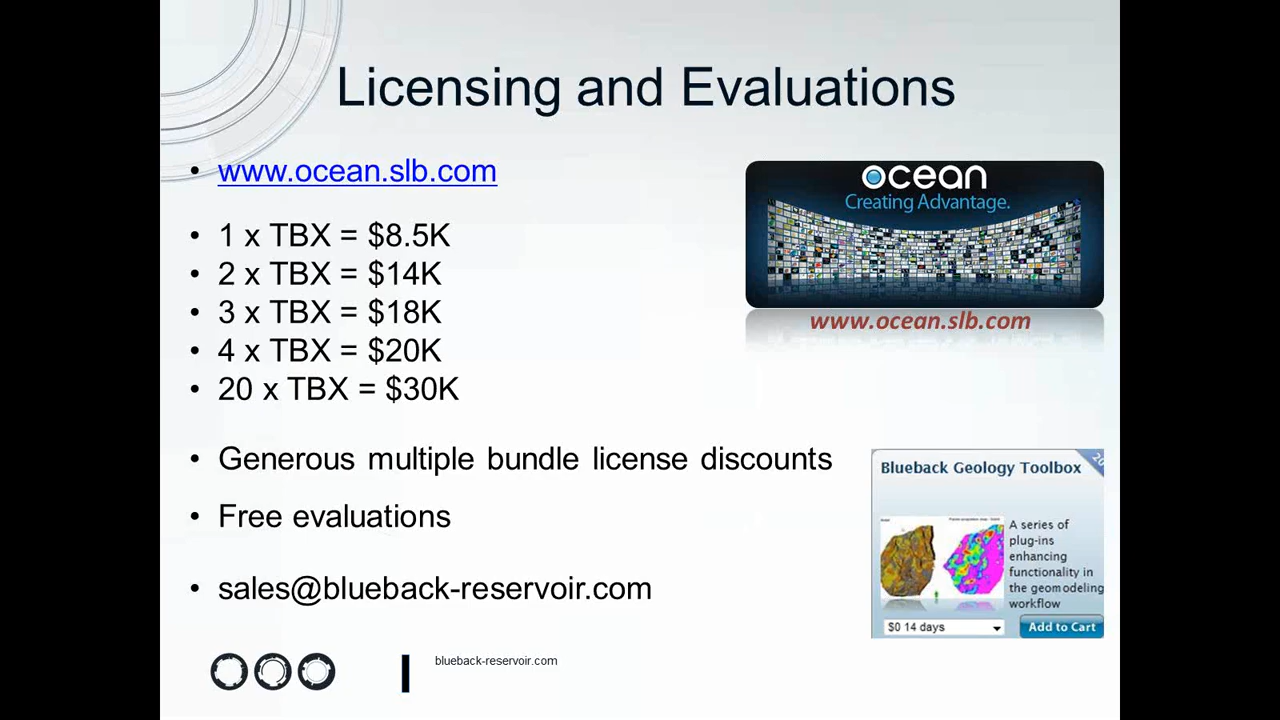 Licensing and Evaluations
• www.ocean.slb.com
• 1 x TBX = $8.5K
• 2 x TBX = $14K
• 3 x TBX = $18K
• 4 x TBX = $20K
• 20 x TBX = $30K
• Generous multiple bundle license discounts
• Free evaluations
• sales@blueback-reservoir.com
ocean
Creating Advantage.
www.ocean.slb.com
Blueback Geology Toolbox
20
A series of
plug-ins
enhancing
functionality in
the geomodeling
workflow
$0 14 days
Add to Cart
blueback-reservoir.com